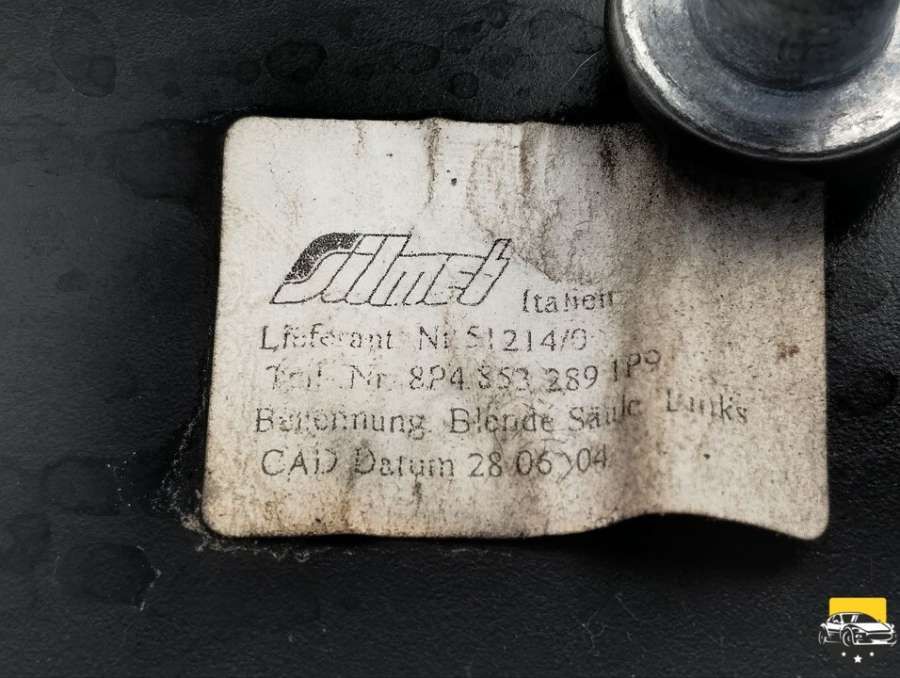 Silmet
Italien
Lieferant Nr 51214/0
Teil Nr. 8P4 853 289 1P9
Benennung Blende Säule Links
CAD Datum 28 06 04